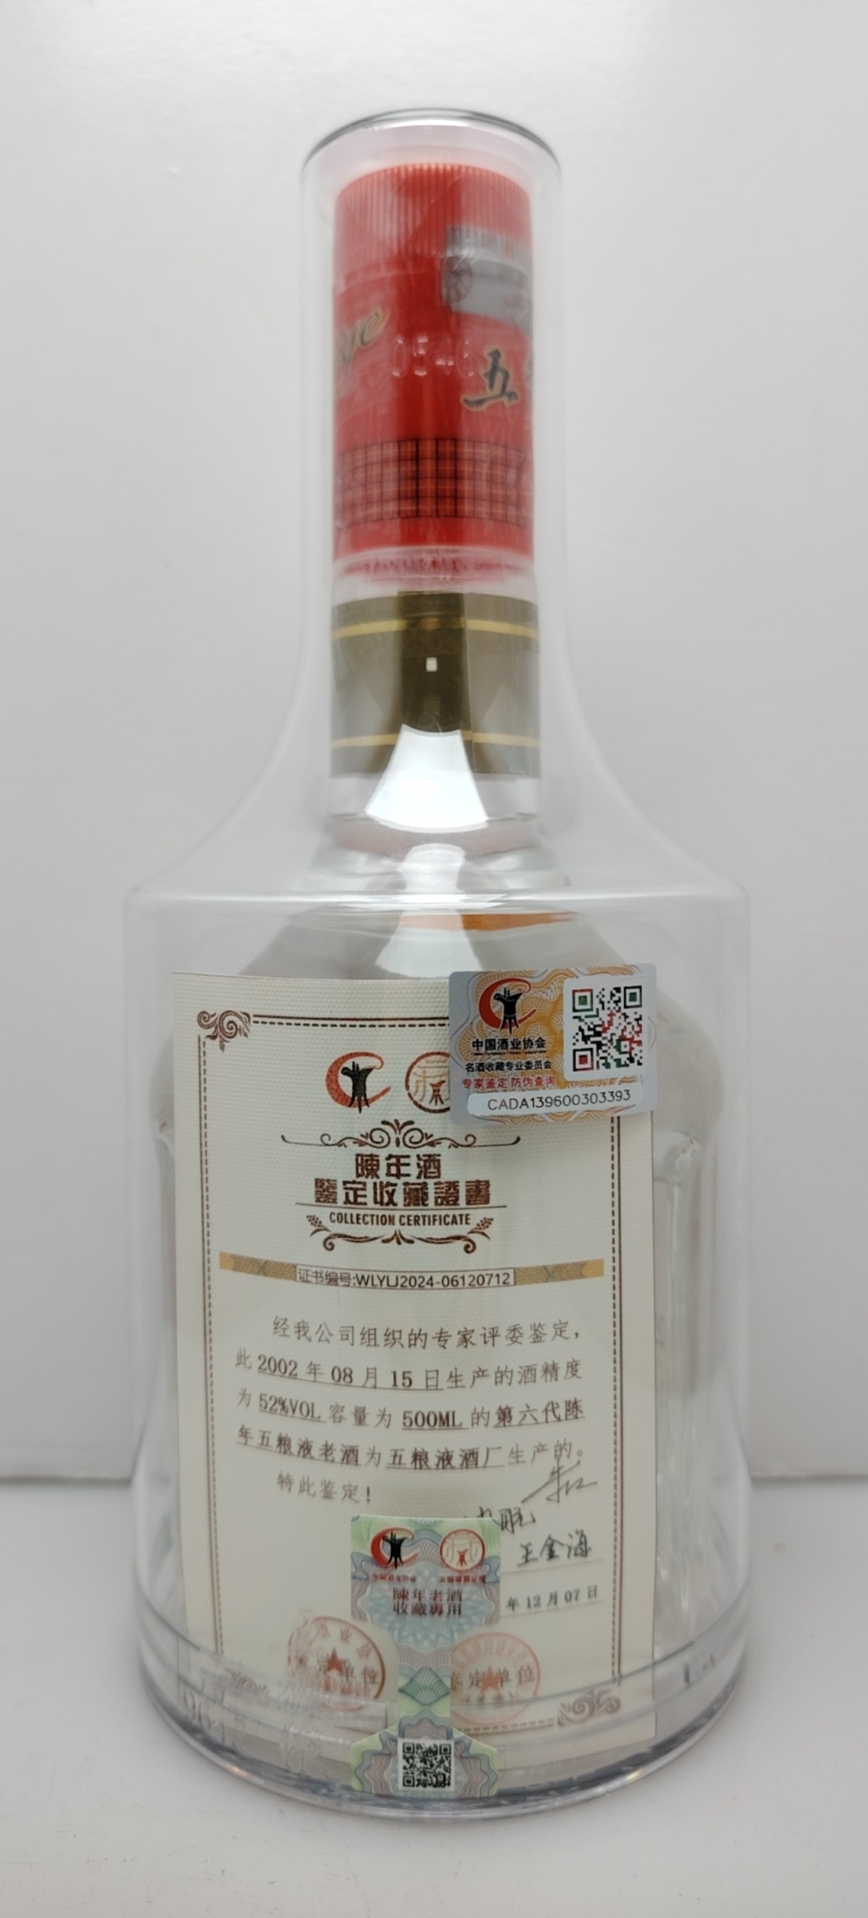 0546
五
中国酒业协会
名酒收藏专业委员会
专家鉴定 防伪查询
CADA139600303393
陳年酒
鑒定收藏證書
COLLECTION CERTIFICATE
证书编号:WLYLJ2024-06120712
经我公司组织的专家评委鉴定，
此2002年08月15日生产的酒精度
为52%VOL容量为500ML的第六代陈
年五粮液老酒为五粮液酒厂生产的。
特此鉴定！
王金海
年12月07日
陳年老酒
收藏專用
鉴定单位